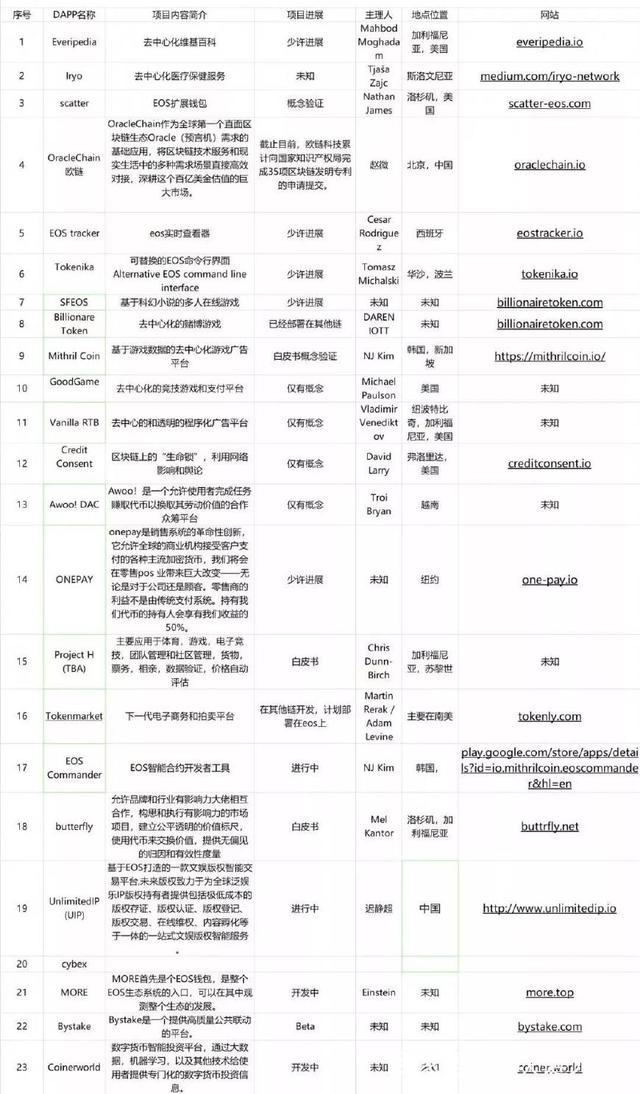 序号 DAPP名称 项目内容简介 项目进展 主理人 地点位置 网站
1 Everipedia 去中心化维基百科 少许进展 Mahbod Moghadam 加利福尼亚，美国 everipedia.io
2 Iryo 去中心化医疗保健服务 未知 Tjaša Zajc 斯洛文尼亚 medium.com/iryo-network
3 scatter EOS扩展钱包 概念验证 Nathan James 洛杉矶，美国 scatter-eos.com
4 OracleChain 欧链
OracleChain作为全球第一个直面区
块链生态Oracle（预言机）需求的
基础应用，将区块链技术服务和现
实生活中的多种需求场景直接高效
对接，深耕这个百亿美金估值的巨
大市场。
截止目前，欧链科技累
计向国家知识产权局完
成35项区块链发明专利
的申请提交。
赵微 北京，中国 oraclechain.io
5 EOS tracker eos实时查看器 少许进展 Cesar Rodriguez 西班牙 eostracker.io
6 Tokenika
可替换的EOS命令行界面
Alternative EOS command line
interface
少许进展 Tomasz Michalski 华沙，波兰 tokenika.io
7 SFEOS 基于科幻小说的多人在线游戏 少许进展 未知 未知 billionairetoken.com
8 Billionare Token 去中心化的赌博游戏 已经部署在其他链 DAREN IOTT 未知 billionairetoken.com
9 Mithril Coin
基于游戏数据的去中心化游戏广告
平台
白皮书概念验证 NJ Kim 韩国，新加坡 https://mithrilcoin.io/
10 GoodGame 去中心化的竞技游戏和支付平台 仅有概念 Michael Paulson 美国 未知
11 Vanilla RTB 去中心的和透明的程序化广告平台 仅有概念 Vladimir Venediktov 纽波特比奇，加利福尼亚，美国 未知
12 Credit Consent
区块链上的“生命锁”，利用网络
影响和舆论
仅有概念 David Larry 弗洛里达，美国 creditconsent.io
13 Awoo! DAC
Awoo！是一个允许使用者完成任务
赚取代币以换取其劳动价值的合作
众筹平台
仅有概念 Troi Bryan 越南 未知
14 ONEPAY
onepay是销售系统的革命性创新，
它允许全球的商业机构接受客户支
付的各种主流加密货币，我们将会
在零售pos 业带来巨大改变——无
论是对于公司还是顾客。零售商的
利益不是由传统支付系统。持有我
们代币的持有人会享有我们收益的
50%。
少许进展 未知 纽约 one-pay.io
15 Project H (TBA)
主要应用于体育，游戏，电子竞
技，团队管理和社区管理，货物，
票务，相亲，数据验证，价格自动
评估
白皮书 Chris Dunn-Birch 加利福尼亚，苏黎世 未知
16 Tokenmarket 下一代电子商务和拍卖平台 在其他链开发，计划部署在eos上 Martin Rerak / Adam Levine 主要在南美 tokenly.com
17 EOS Commander EOS智能合约开发者工具 进行中 NJ Kim 韩国，
play.google.com/store/apps/detai
ls?id=io.mithrilcoin.eoscommande
r&hl=en
18 butterfly
允许品牌和行业有影响力大佬相互
合作，构思和执行有影响力的市场
项目，建立公平透明的价值标尺，
使用代币来交换价值，提供无偏见
的归因和有效性度量
白皮书 Mel Kantor 洛杉矶，加利福尼亚 buttrfly.net
19 UnlimitedIP (UIP)
基于EOS打造的一款文娱版权智能交
易平台,未来版权致力于为全球泛娱
乐IP版权持有者提供包括极低成本的
版权存证、版权认证、版权登记、
版权交易、在线维权、内容孵化等
于一体的一站式文娱版权智能服务
。
进行中 迟静超 中国 http://www.unlimitedip.io
20 cybex
21 MORE
MORE首先是个EOS钱包，是整个
EOS生态系统的入口，可以在其中观
测整个生态的发展。
开发中 Einstein 未知 more.top
22 Bystake
Bystake是一个提供高质量公共联动
的平台。
Beta 未知 未知 bystake.com
23 Coinerworld
数字货币智能投资平台，通过大数
据，机器学习，以及其他技术给使
用者提供专门化的数字货币投资信
息。
开发中 未知 未知 coiner.world